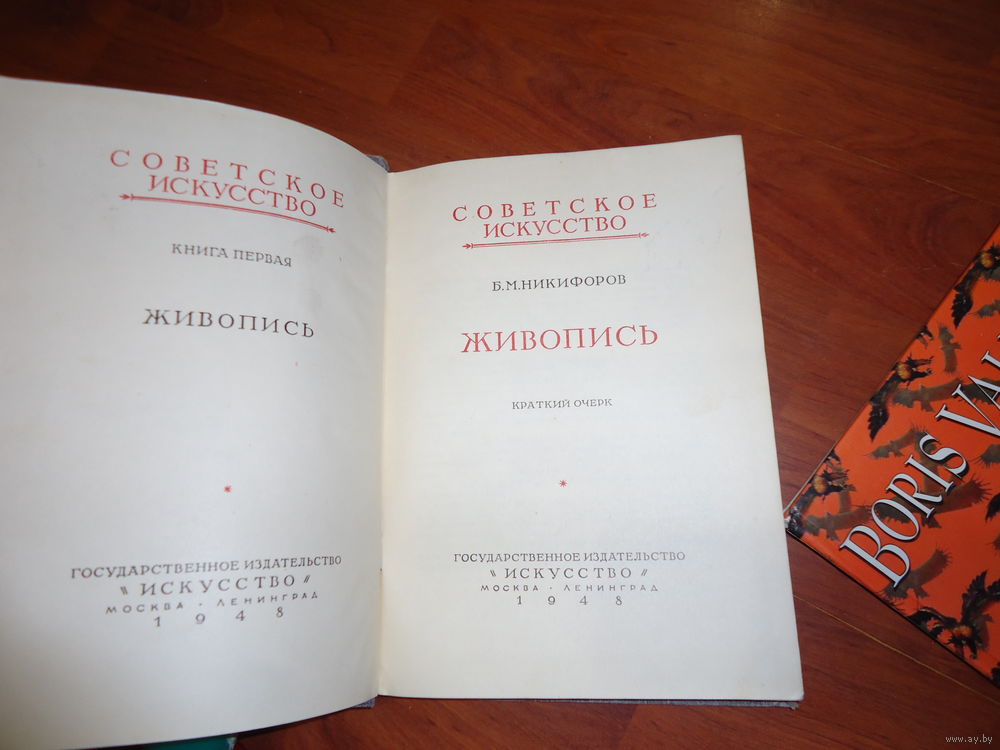 СОВЕТСКОЕ
ИСКУССТВО
КНИГА ПЕРВАЯ
ЖИВОПИСЬ
*
ГОСУДАРСТВЕННОЕ ИЗДАТЕЛЬСТВО
"ИСКУССТВО"
МОСКВА · ЛЕНИНГРАД
1948
СОВЕТСКОЕ
ИСКУССТВО
Б.М.НИКИФОРОВ
ЖИВОПИСЬ
КРАТКИЙ ОЧЕРК
*
ГОСУДАРСТВЕННОЕ ИЗДАТЕЛЬСТВО
"ИСКУССТВО"
МОСКВА · ЛЕНИНГРАД
1948
BORIS
www.ay.by